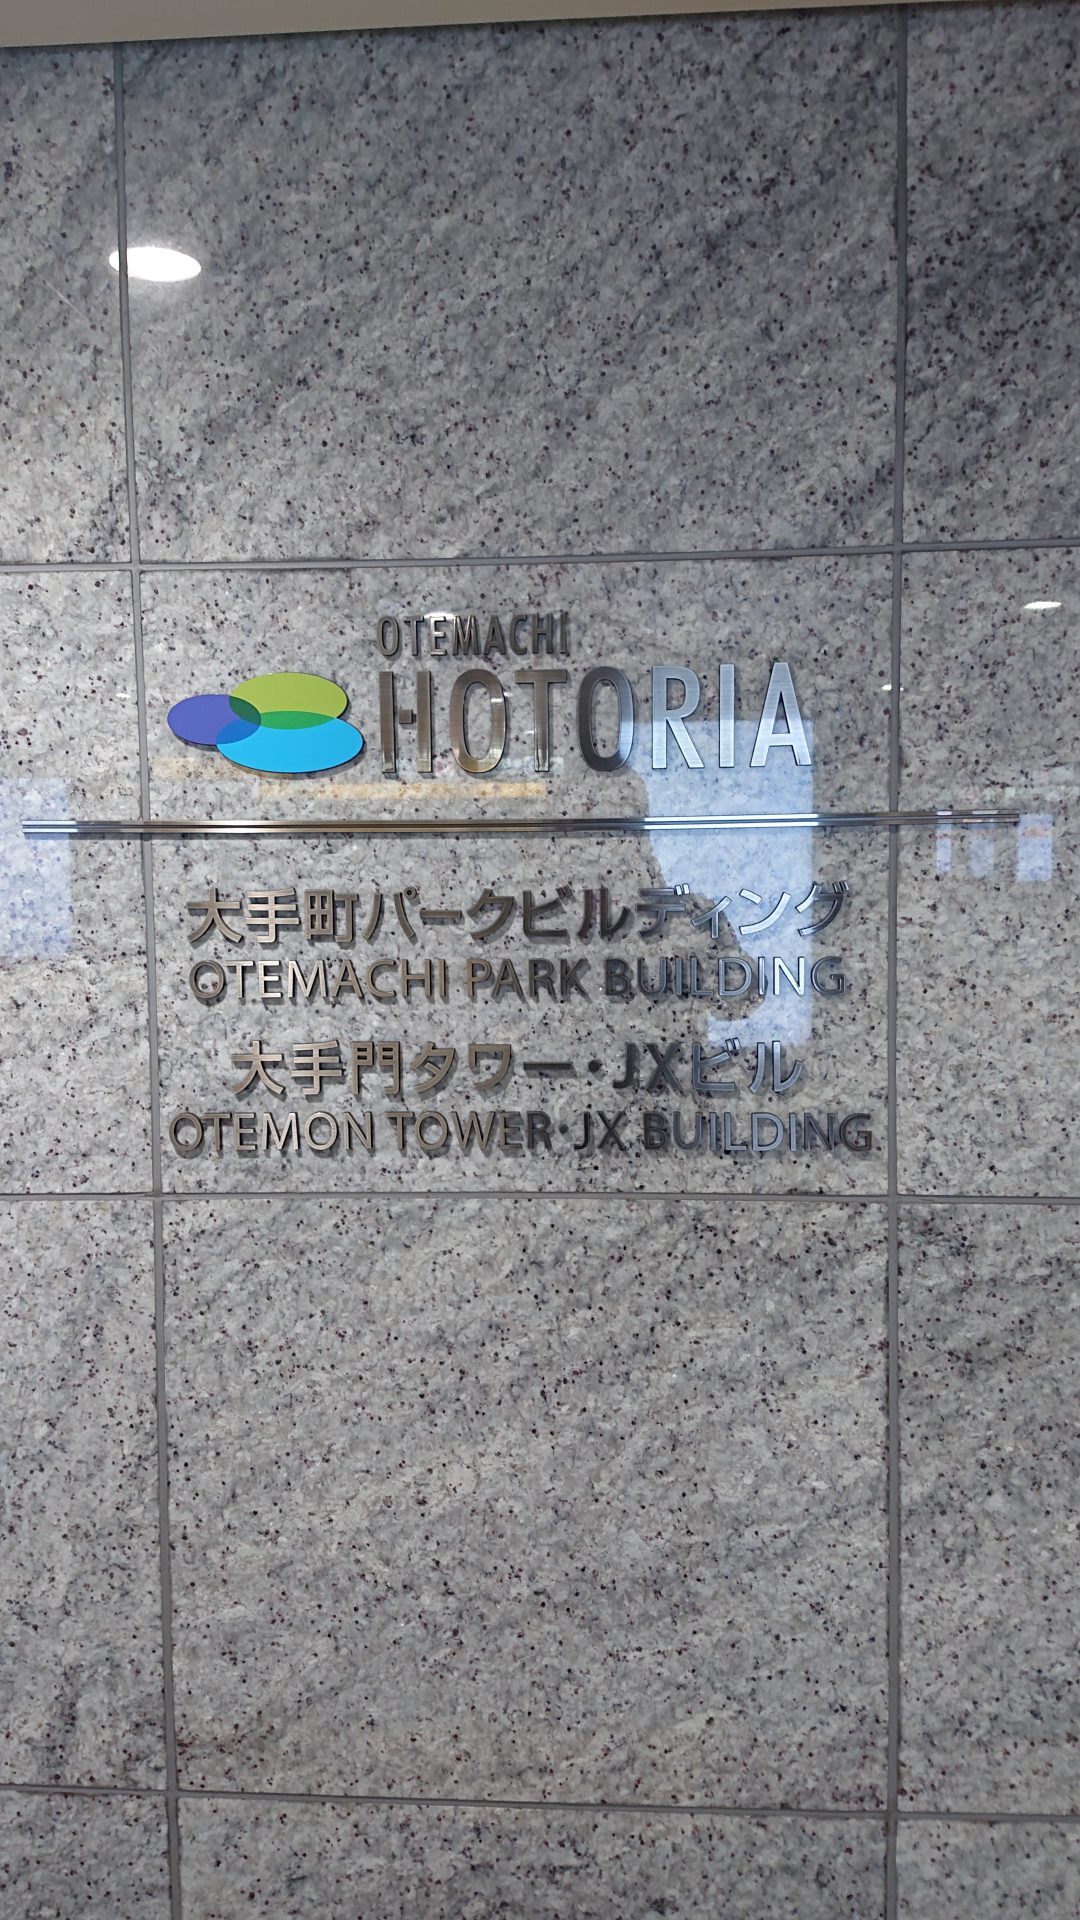 OTEMACHI
HOTORIA
大手町パークビルディング
OTEMACHI PARK BUILDING
大手門タワー・JXビル
OTEMON TOWER・JX BUILDING